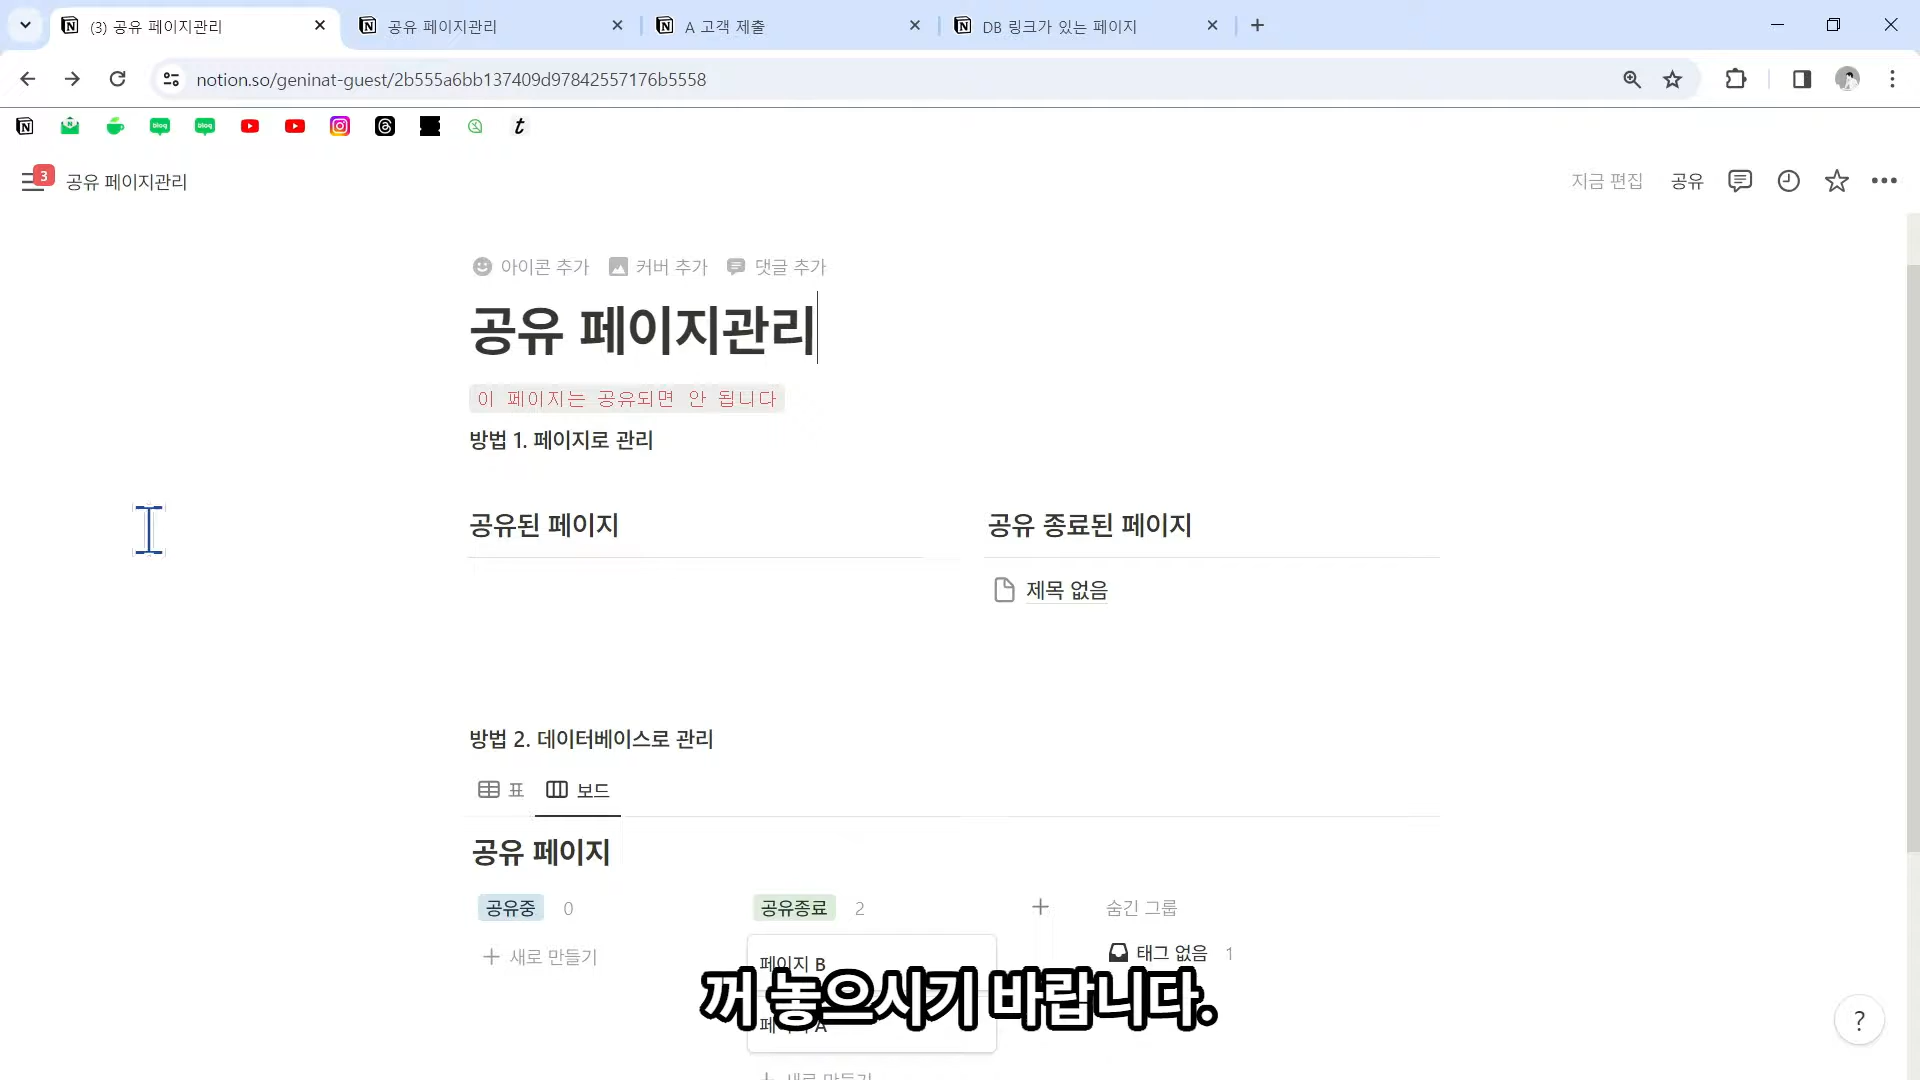 (3) 공유 페이지관리
공유 페이지관리
A 고객 제출
DB 링크가 있는 페이지
notion.so/geninat-guest/2b555a6bb137409d97842557176b5558
blog
blog
t
3
공유 페이지관리
지금 편집
공유
아이콘 추가
커버 추가
댓글 추가
공유 페이지관리
이 페이지는 공유되면 안 됩니다
방법 1. 페이지로 관리
공유된 페이지
공유 종료된 페이지
제목 없음
방법 2. 데이터베이스로 관리
표
보드
공유 페이지
공유중 0
공유종료 2
숨긴 그룹
+ 새로 만들기
태그 없음 1
페이지 B
꺼 놓으시기 바랍니다.
+ 새로 만들기
?